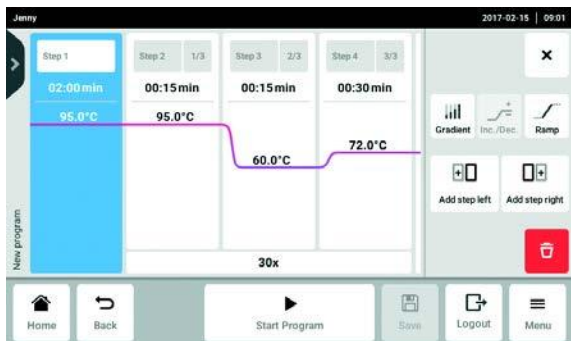 Jenny 2017-02-15 | 09:01
Step 1 Step 2 1/3 Step 3 2/3 Step 4 3/3
02:00 min 00:15 min 00:15 min 00:30 min
95.0°C 95.0°C 60.0°C 72.0°C
30x
New program
Gradient Inc./Dec. Ramp
Add step left Add step right
Home Back Start Program Save Logout Menu